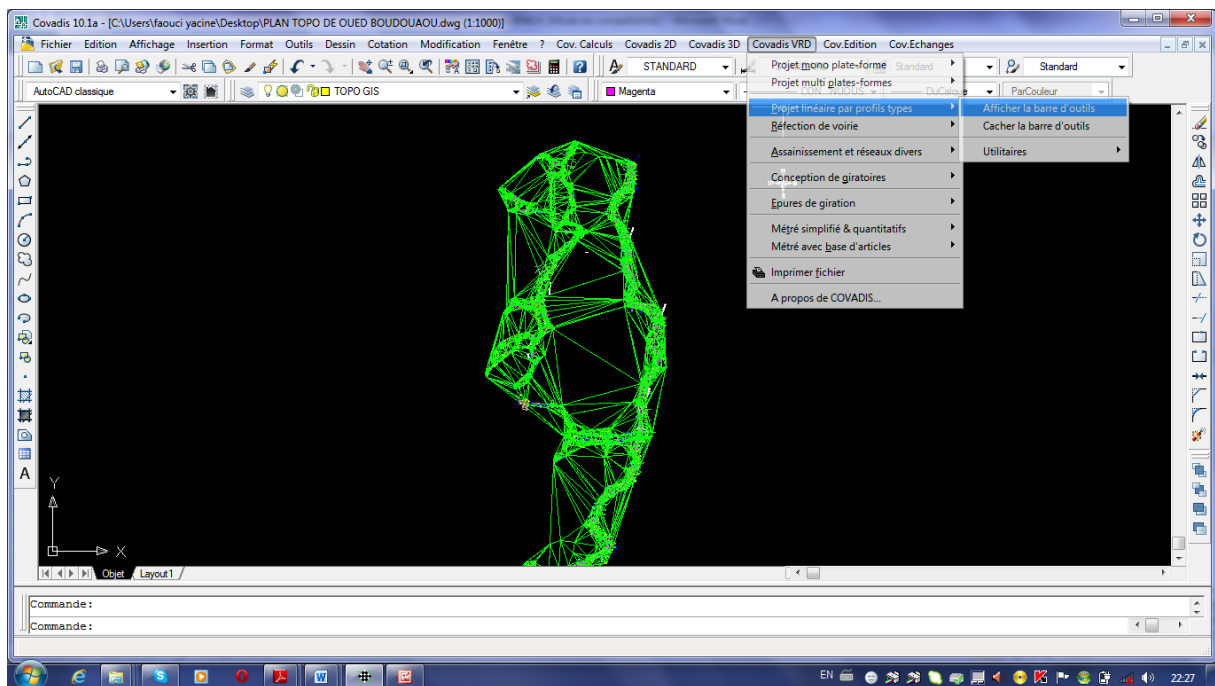 Covadis 10.1a - [C:\Users\faouci yacine\Desktop\PLAN TOPO DE OUED BOUDOUAOU.dwg (1:1000)]
Fichier Edition Affichage Insertion Format Outils Dessin Cotation Modification Fenêtre ? Cov. Calculs Covadis 2D Covadis 3D Covadis VRD Cov.Edition Cov.Echanges
STANDARD Standard Standard
AutoCAD classique TOPO GIS Magenta DuCalque ParCouleur
Projet mono plate-forme
Projet multi plates-formes
Projet linéaire par profils types
Afficher la barre d'outils
Réfection de voirie
Cacher la barre d'outils
Assainissement et réseaux divers
Utilitaires
Conception de giratoires
Epures de giration
Métré simplifié & quantitatifs
Métré avec base d'articles
Imprimer fichier
A propos de COVADIS...
A
Y
X
Objet Layout1
Commande:
Commande:
EN 22:27